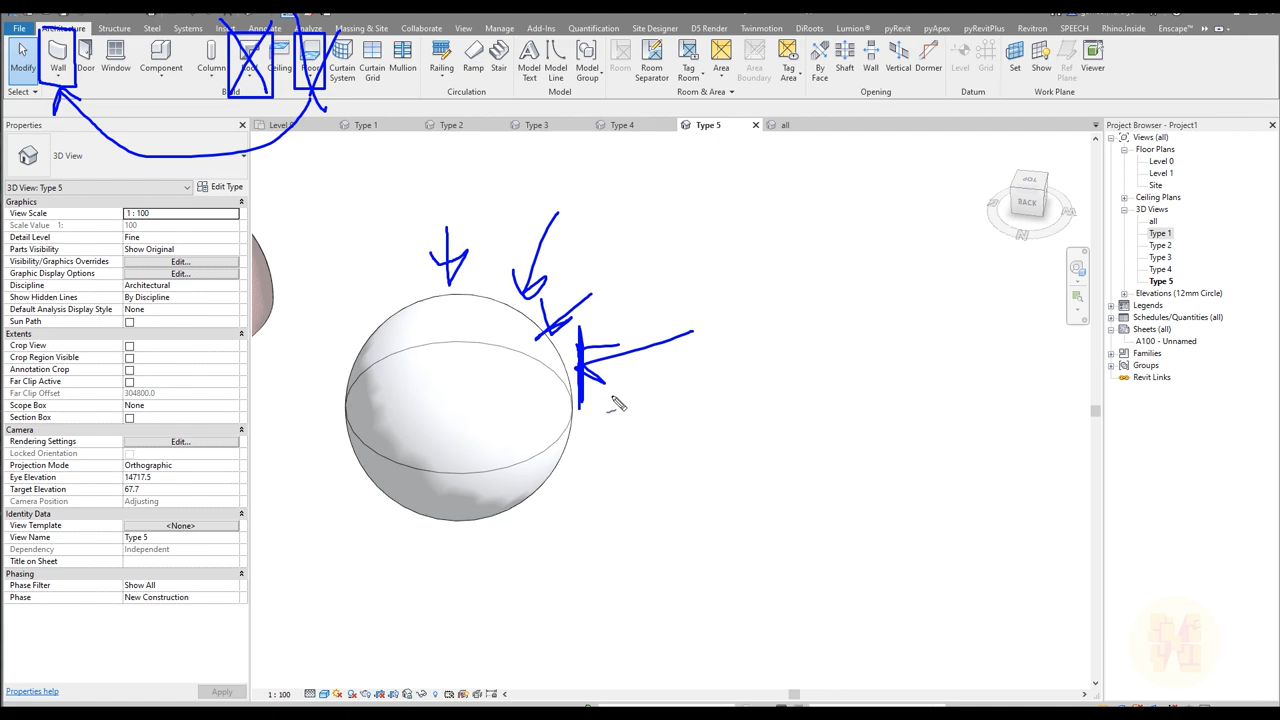 File Architecture Structure Steel Systems Insert Annotate Analyze Massing & Site Collaborate View Manage Add-Ins Quantification Site Designer D5 Render Twinmotion DiRoots Lumion® pyRevit pyApex pyRevitPlus Revitron SPEECH Rhino.Inside Enscape™
Modify Wall Door Window Component Column Roof Ceiling Floor Curtain System Curtain Grid Mullion Railing Ramp Stair Model Text Model Line Model Group Room Room Separator Tag Room Area Tag Area By Face Shaft Wall Vertical Dormer Level Grid Set Show Ref Plane Viewer
Select Build Circulation Model Room & Area Opening Datum Work Plane
Properties
Level 0 Type 1 Type 2 Type 3 Type 4 Type 5 all
Project Browser - Project1
3D View
3D View: Type 5 Edit Type
Graphics
View Scale 1 : 100
Scale Value 1: 100
Detail Level Fine
Parts Visibility Show Original
Visibility/Graphics Overrides Edit...
Graphic Display Options Edit...
Discipline Architectural
Show Hidden Lines By Discipline
Default Analysis Display Style None
Sun Path
Extents
Crop View
Crop Region Visible
Annotation Crop
Far Clip Active
Far Clip Offset 304800.0
Scope Box None
Section Box
Camera
Rendering Settings Edit...
Locked Orientation
Projection Mode Orthographic
Eye Elevation 14717.5
Target Elevation 67.7
Camera Position Adjusting
Identity Data
View Template <None>
View Name Type 5
Dependency Independent
Title on Sheet
Phasing
Phase Filter Show All
Phase New Construction
Properties help Apply
TOP
BACK
N
Views (all)
Floor Plans
Level 0
Level 1
Site
Ceiling Plans
3D Views
all
Type 1
Type 2
Type 3
Type 4
Type 5
Elevations (12mm Circle)
Legends
Schedules/Quantities (all)
Sheets (all)
A100 - Unnamed
Families
Groups
Revit Links
1 : 100